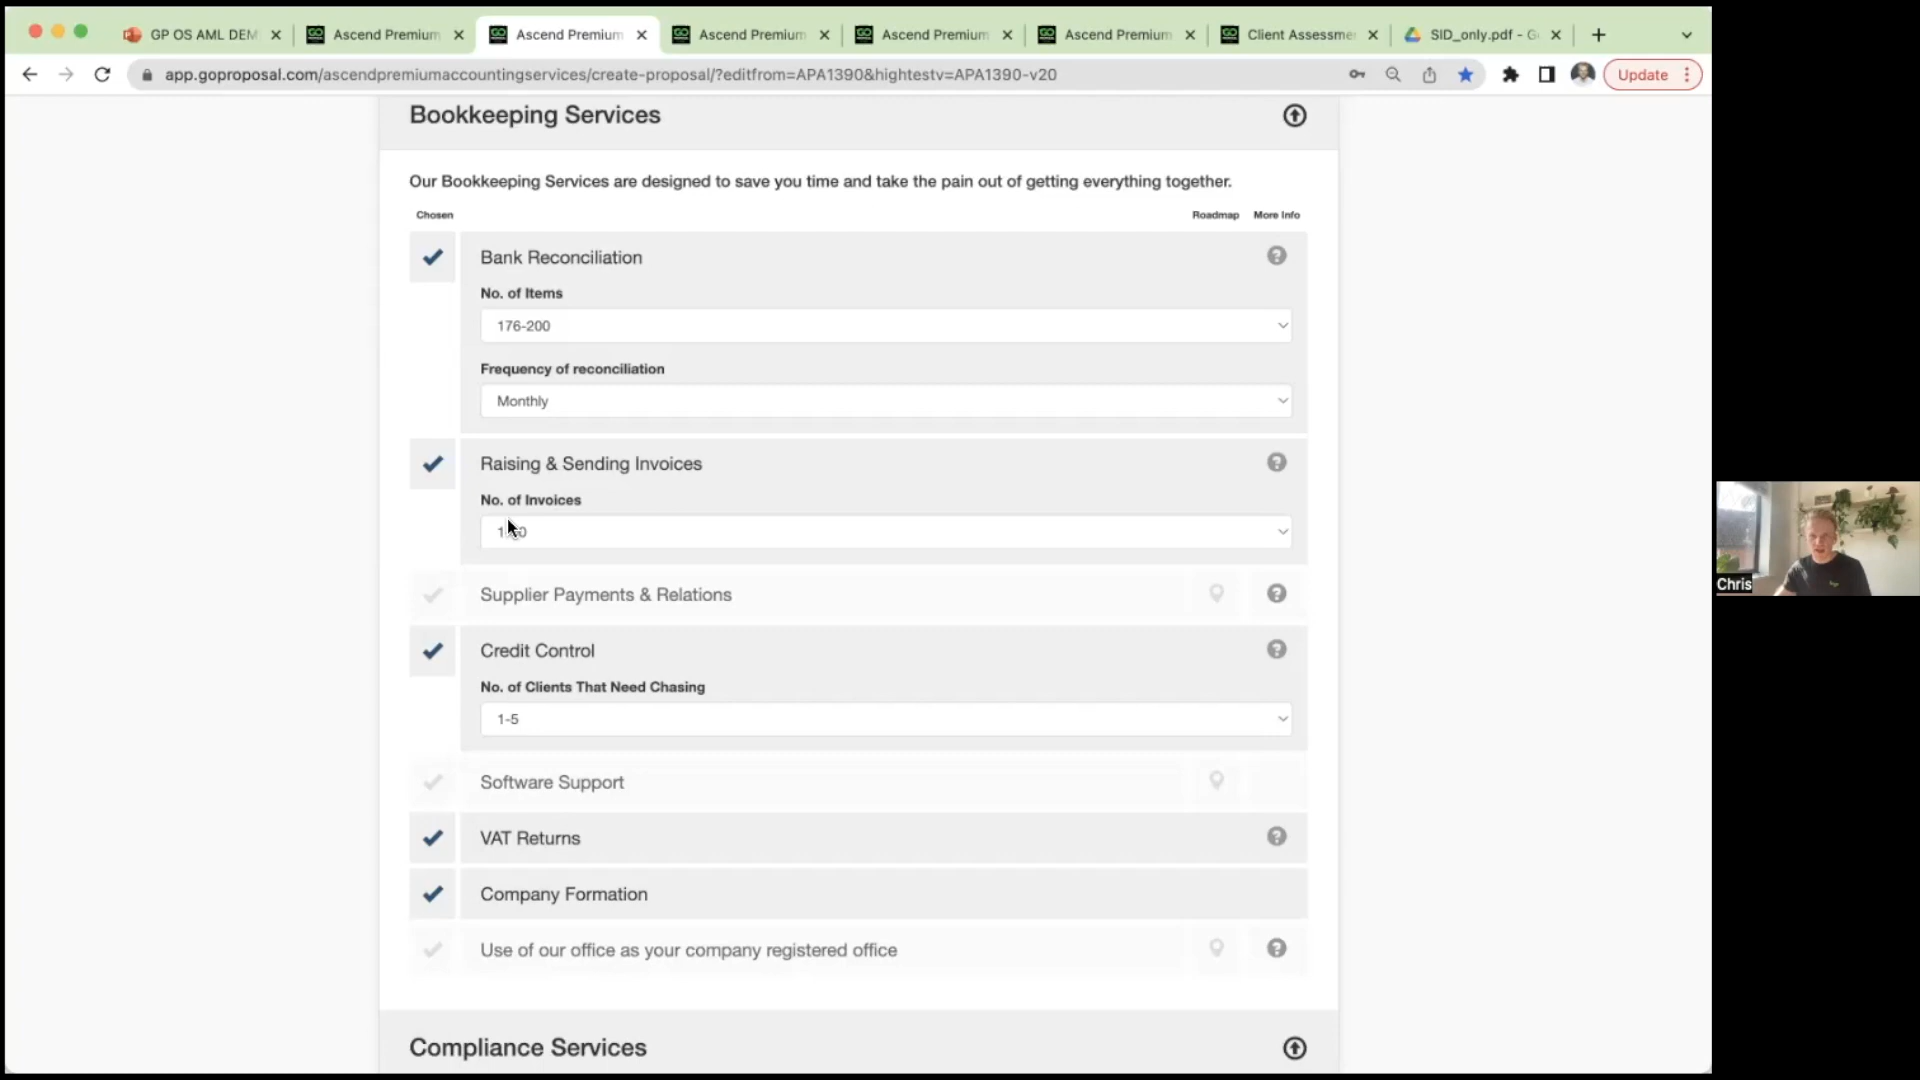 GP OS AML DEM
Ascend Premium
Ascend Premium
Ascend Premium
Ascend Premium
Ascend Premium
Client Assessme
SID_only.pdf - G
app.goproposal.com/ascendpremiumaccountingservices/create-proposal/?editfrom=APA1390&hightestv=APA1390-v20
Update
Bookkeeping Services
Our Bookkeeping Services are designed to save you time and take the pain out of getting everything together.
Chosen Roadmap More Info
Bank Reconciliation
No. of Items
176-200
Frequency of reconciliation
Monthly
Raising & Sending Invoices
No. of Invoices
Supplier Payments & Relations
Credit Control
No. of Clients That Need Chasing
1-5
Software Support
VAT Returns
Company Formation
Use of our office as your company registered office
Compliance Services
Chris